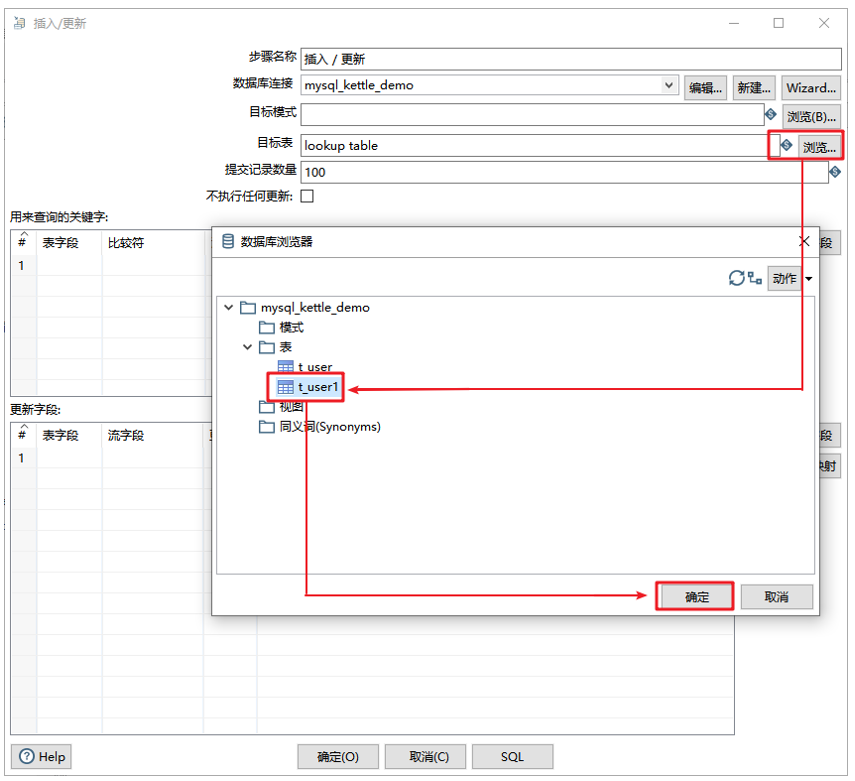 插入/更新
步骤名称 插入 / 更新
数据库连接 mysql_kettle_demo 编辑... 新建... Wizard...
目标模式 浏览(B)...
目标表 lookup table 浏览...
提交记录数量 100
不执行任何更新:
用来查询的关键字:
# 表字段 比较符 段
1
数据库浏览器
动作
mysql_kettle_demo
模式
表
t_user
t_user1
视图
同义词(Synonyms)
确定 取消
更新字段:
# 表字段 流字段 段
1
映射
Help 确定(O) 取消(C) SQL